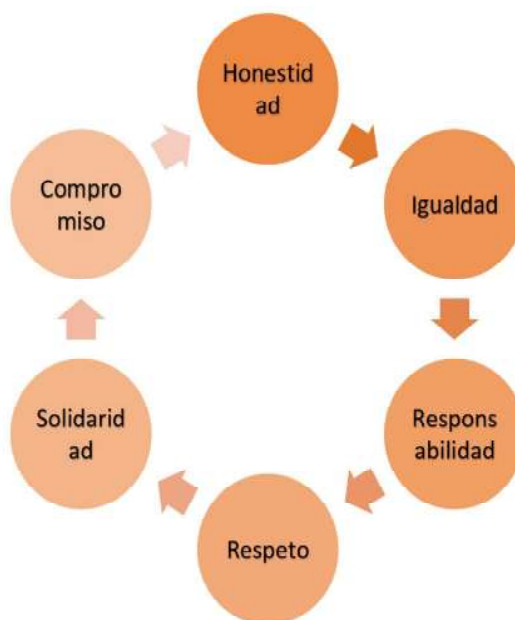 Honestid
ad
Igualdad
Respons
abilidad
Respeto
Solidarid
ad
Compro
miso